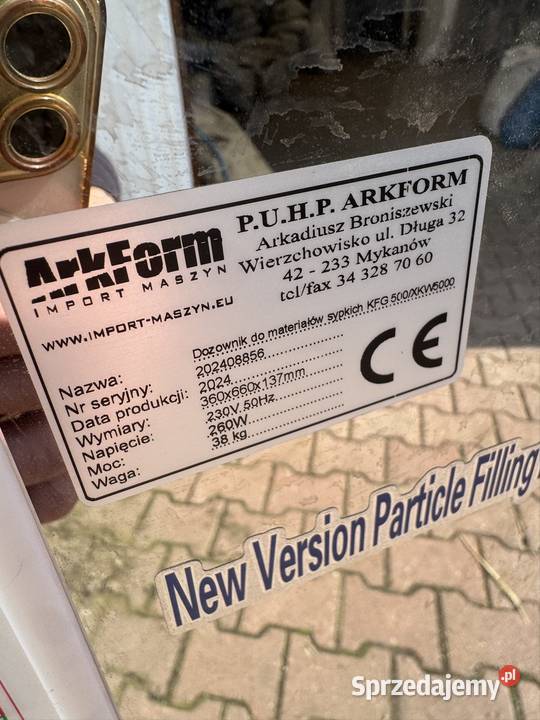 ArkForm
IMPORT MASZYN
www.IMPORT-MASZYN.EU
P.U.H.P. ARKFORM
Arkadiusz Broniszewski
Wierzchowisko ul. Długa 32
42 - 233 Mykanów
tel/fax 34 328 70 60
Nazwa: Dozownik do materiałów sypkich KFG 500/XKW5000
Nr seryjny: 202408856
Data produkcji: 2024
Wymiary: 360x660x137mm
Napięcie: 230V 50Hz
Moc: 260W
Waga: 38 kg
CE
New Version Particle Filling
Sprzedajemy.pl